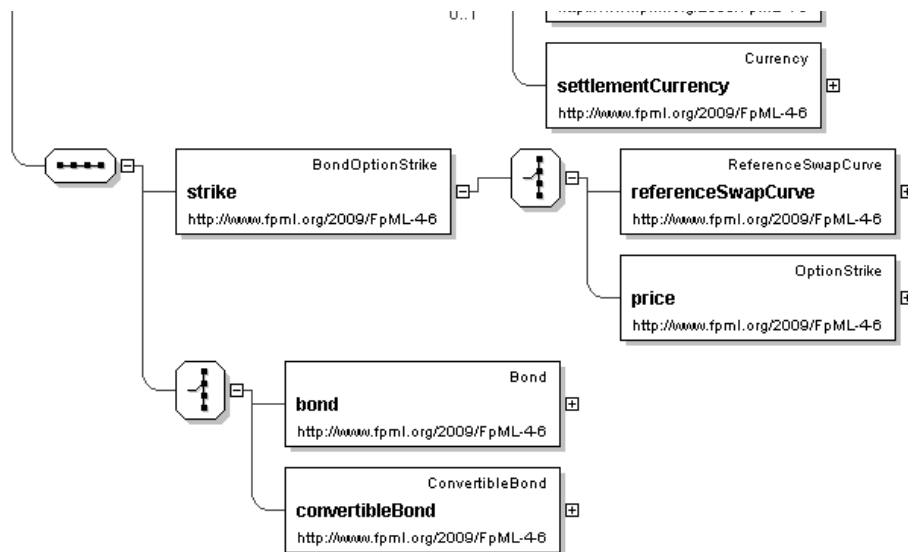 0..1
Currency
settlementCurrency
http://www.fpml.org/2009/FpML-4-6
BondOptionStrike
strike
http://www.fpml.org/2009/FpML-4-6
ReferenceSwapCurve
referenceSwapCurve
http://www.fpml.org/2009/FpML-4-6
OptionStrike
price
http://www.fpml.org/2009/FpML-4-6
Bond
bond
http://www.fpml.org/2009/FpML-4-6
ConvertibleBond
convertibleBond
http://www.fpml.org/2009/FpML-4-6